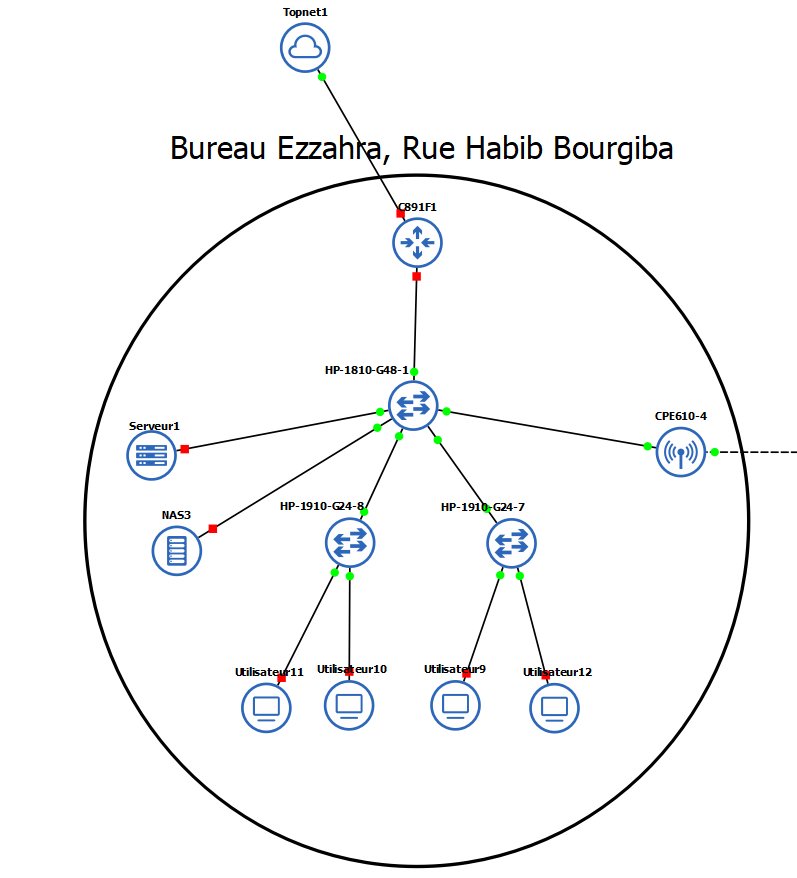 Topnet1
Bureau Ezzahra, Rue Habib Bourgiba
C891F1
HP-1810-G48-1
CPE610-4
Serveur1
NAS3
HP-1910-G24-8
HP-1910-G24-7
Utilisateur11
Utilisateur10
Utilisateur9
Utilisateur12